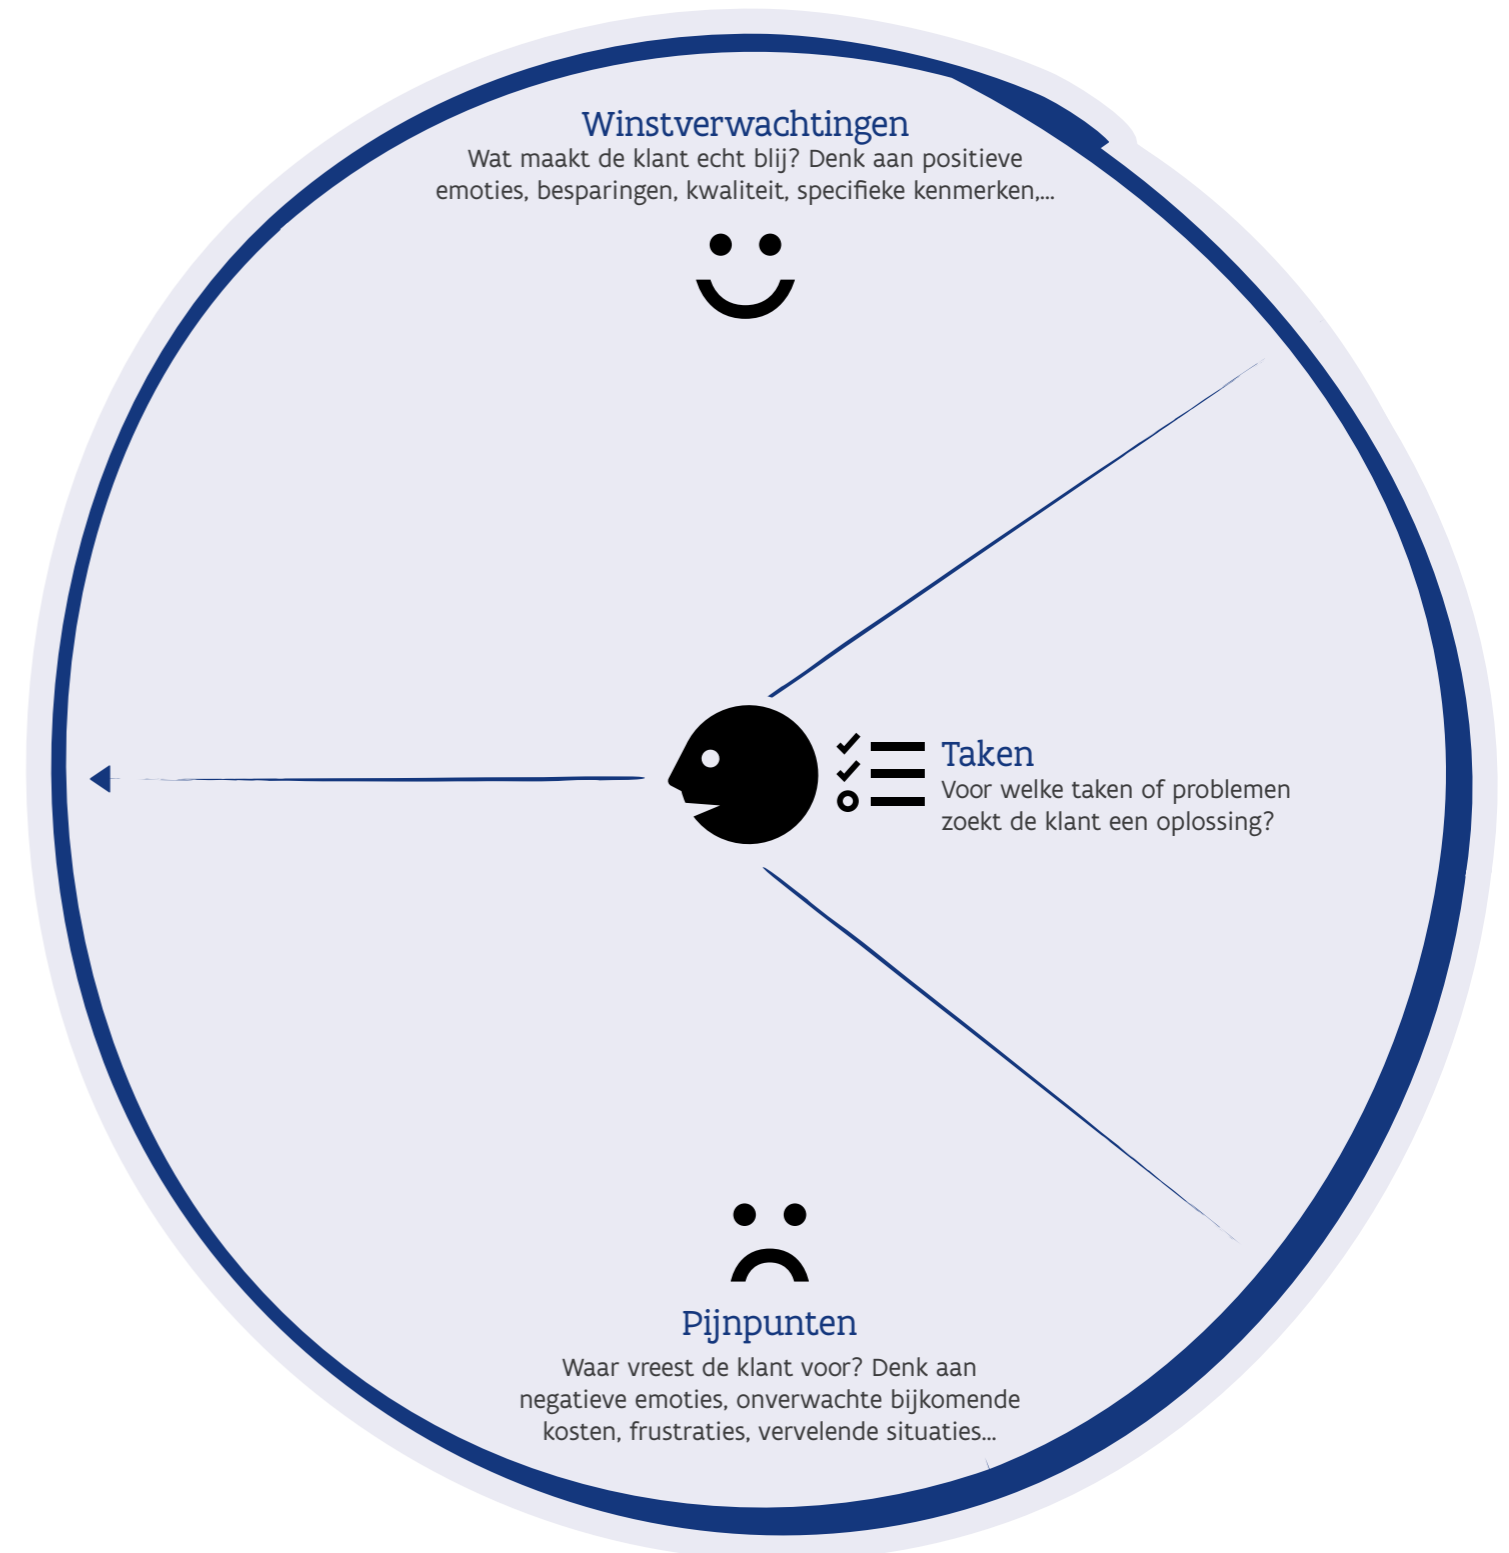 Winstverwachtingen
Wat maakt de klant echt blij? Denk aan positieve
emoties, besparingen, kwaliteit, specifieke kenmerken,...
Taken
Voor welke taken of problemen
zoekt de klant een oplossing?
Pijnpunten
Waar vreest de klant voor? Denk aan
negatieve emoties, onverwachte bijkomende
kosten, frustraties, vervelende situaties...